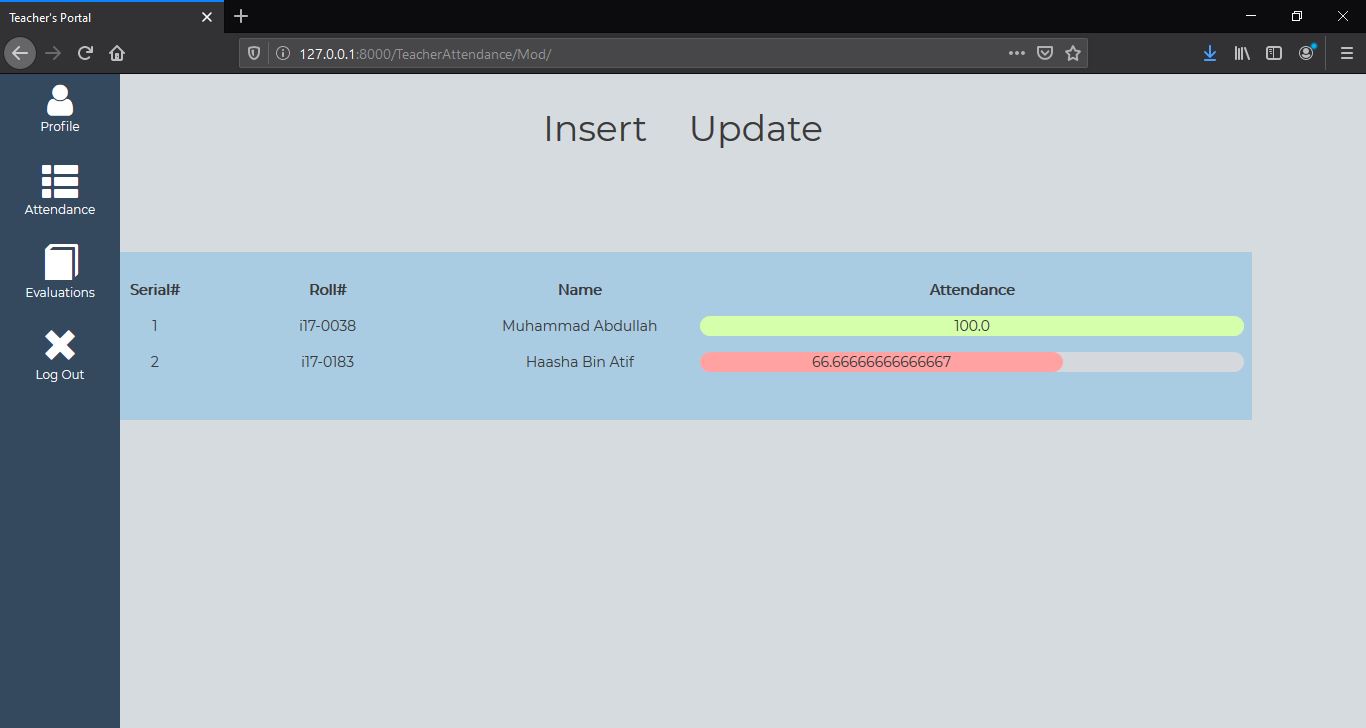 Teacher's Portal
127.0.0.1:8000/TeacherAttendance/Mod/
Profile
Attendance
Evaluations
Log Out
Insert Update
Serial# Roll# Name Attendance
1 i17-0038 Muhammad Abdullah 100.0
2 i17-0183 Haasha Bin Atif 66.66666666666667